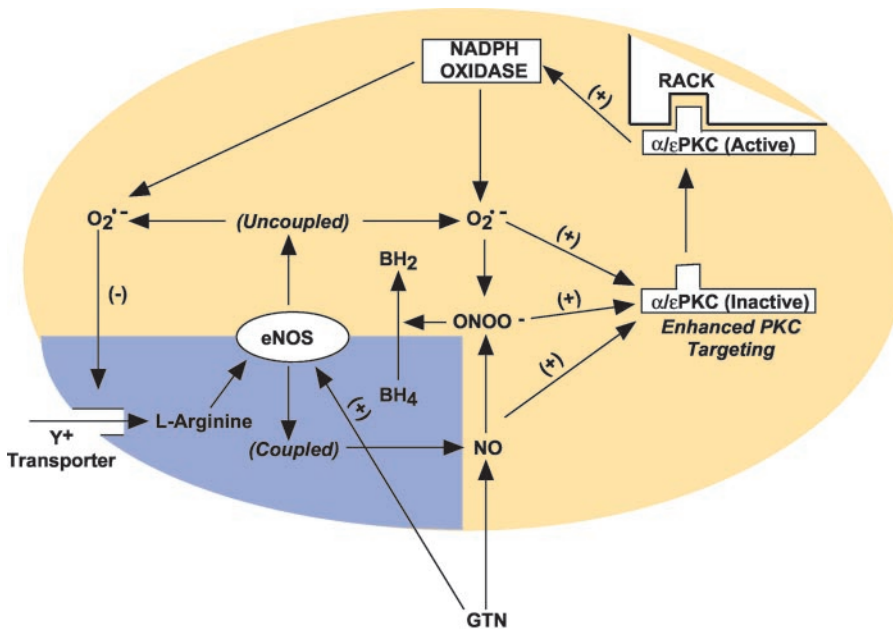 NADPH
OXIDASE
RACK
(+)
α/εPKC (Active)
O₂•-
(Uncoupled)
O₂•-
(+)
BH₂
(-)
(+)
α/εPKC (Inactive)
ONOO -
Enhanced PKC
Targeting
eNOS
(+)
BH₄
(+)
L-Arginine
Y+
Transporter
(Coupled)
NO
GTN